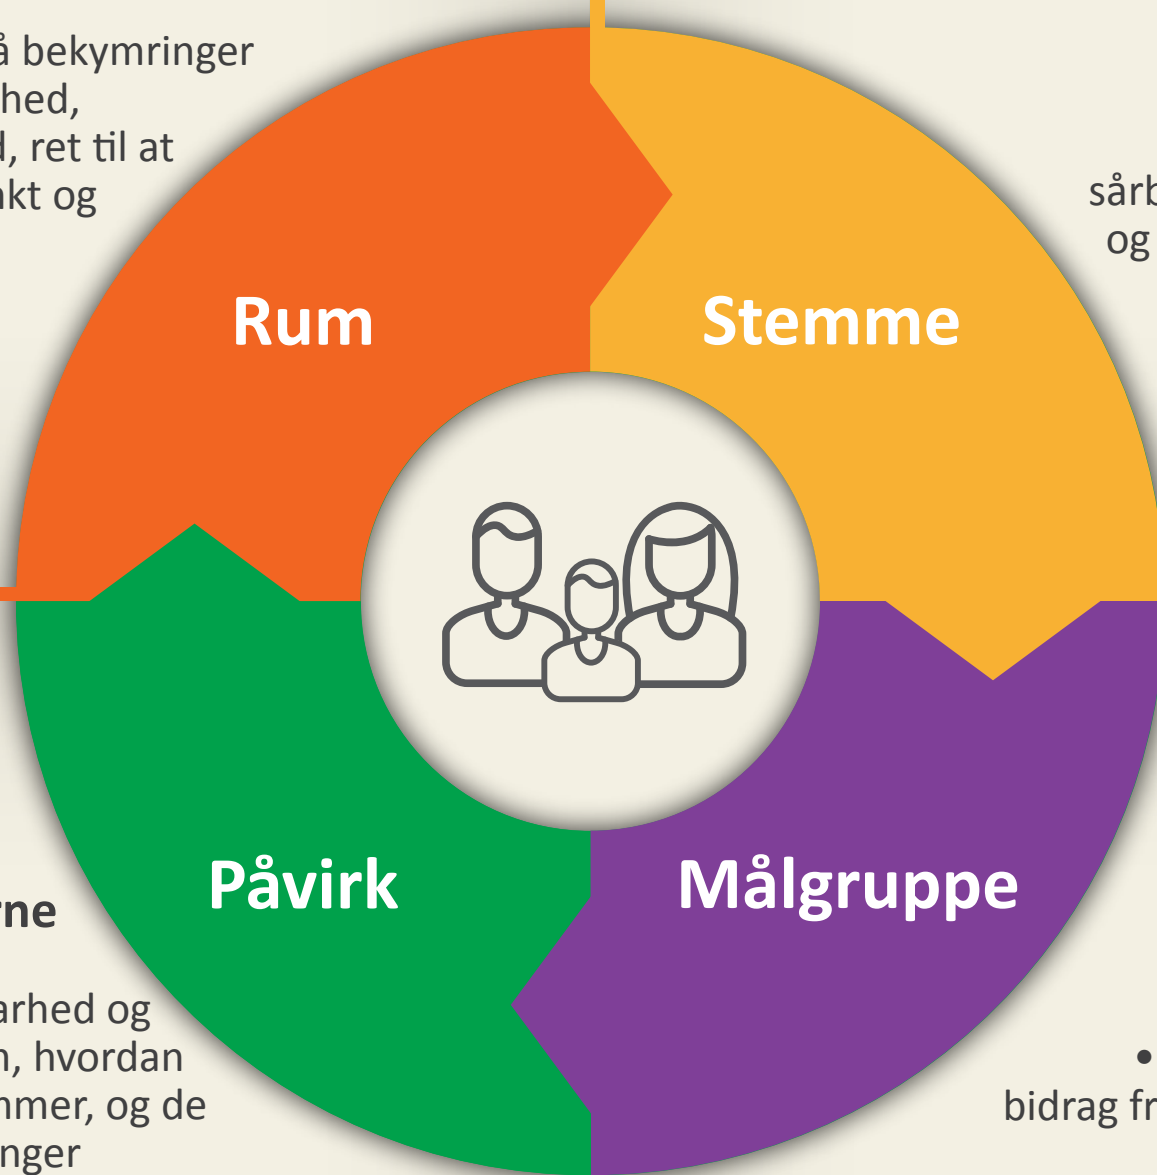 å bekymringer
hed,
, ret til at
kt og
sårb
og
Rum
Stemme
Påvirk
Målgruppe
rne
arhed og
, hvordan
mmer, og de
nger
•
bidrag fr